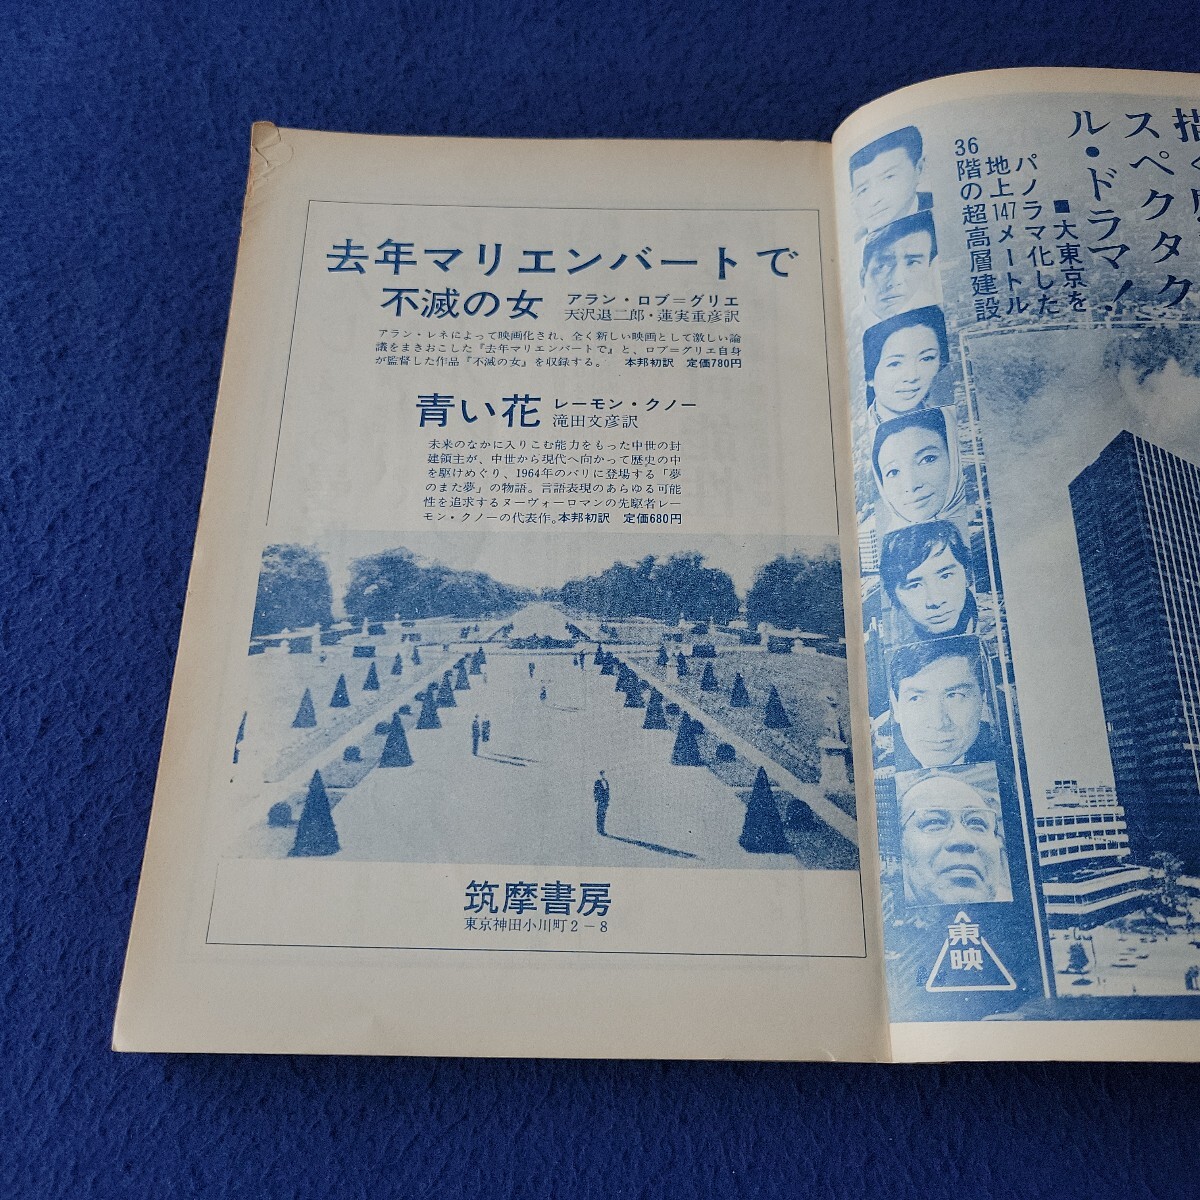 去年マリエンバートで
不滅の女
アラン・ロブ＝グリエ
天沢退二郎・蓮実重彦訳
アラン・レネによって映画化され、全く新しい映画として激しい論
議をまきおこした『去年マリエンバートで』と、ロブ＝グリエ自身
が監督した作品『不滅の女』を収録する。 本邦初訳 定価780円
青い花
レーモン・クノー
滝田文彦訳
未来のなかに入りこむ能力をもった中世の封
建領主が、中世から現代へ向かって歴史の中
を駆けめぐり、1964年のパリに登場する「夢
のまた夢」の物語。言語表現のあらゆる可能
性を追求するヌーヴォーロマンの先駆者レー
モン・クノーの代表作。本邦初訳 定価680円
筑摩書房
東京神田小川町2－8
描く
スペクタク
ル・ドラマ！
■大東京を
パノラマ化した
地上147メートル
36階の超高層建設
東映